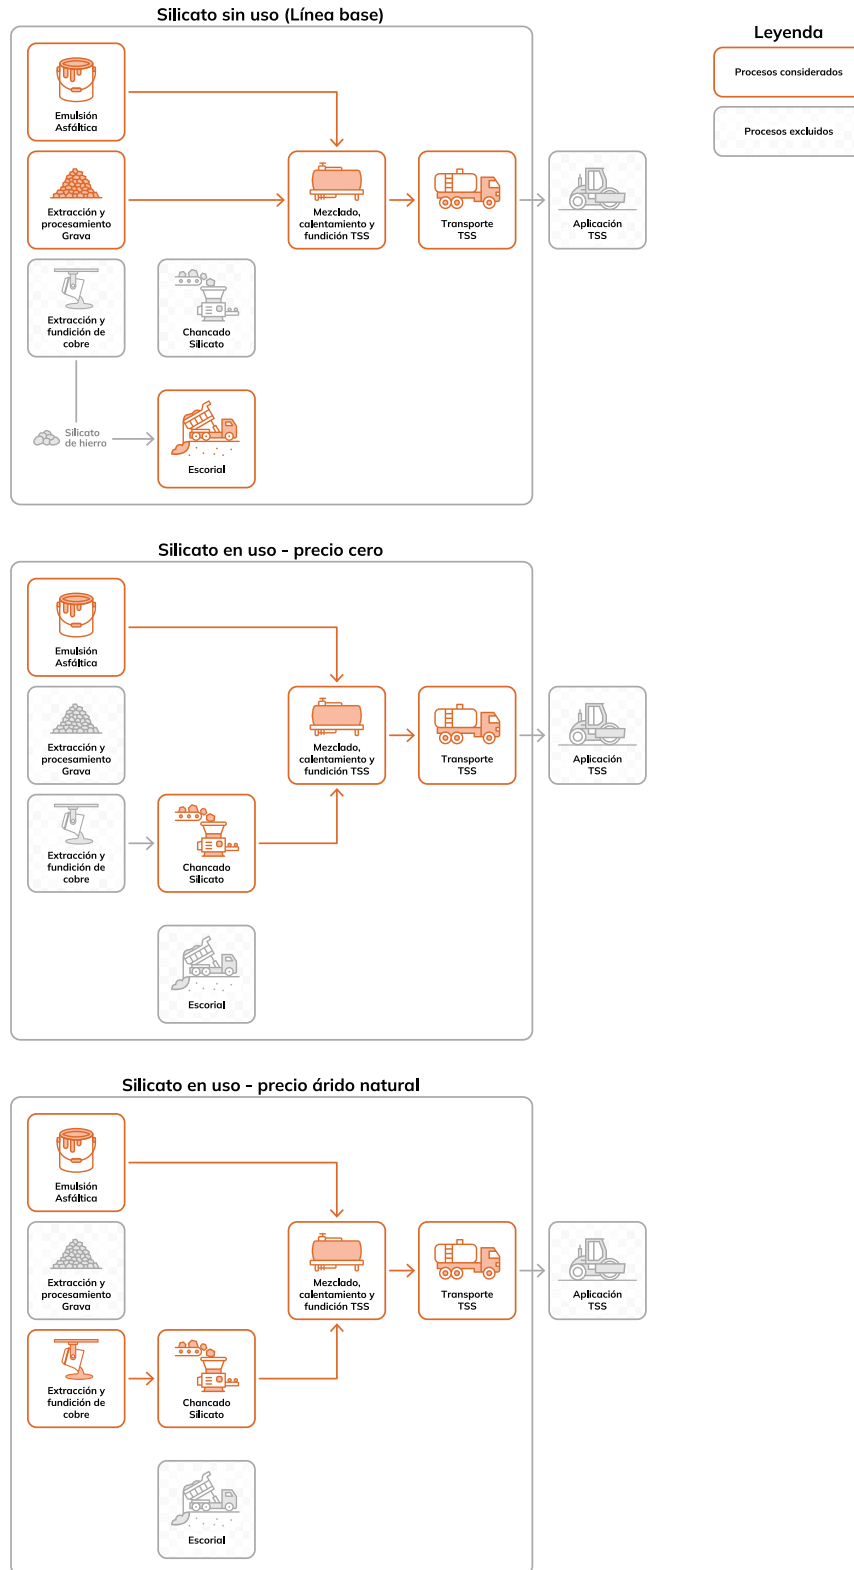 Silicato sin uso (Línea base)
Leyenda
Procesos considerados
Procesos excluidos
Emulsión
Asfáltica
Extracción y
procesamiento
Grava
Mezclado,
calentamiento y
fundición TSS
Transporte
TSS
Aplicación
TSS
Extracción y
fundición de
cobre
Chancado
Silicato
Silicato
de hierro
Escorial
Silicato en uso - precio cero
Emulsión
Asfáltica
Extracción y
procesamiento
Grava
Mezclado,
calentamiento y
fundición TSS
Transporte
TSS
Aplicación
TSS
Extracción y
fundición de
cobre
Chancado
Silicato
Escorial
Silicato en uso - precio árido natural
Emulsión
Asfáltica
Extracción y
procesamiento
Grava
Mezclado,
calentamiento y
fundición TSS
Transporte
TSS
Aplicación
TSS
Extracción y
fundición de
cobre
Chancado
Silicato
Escorial